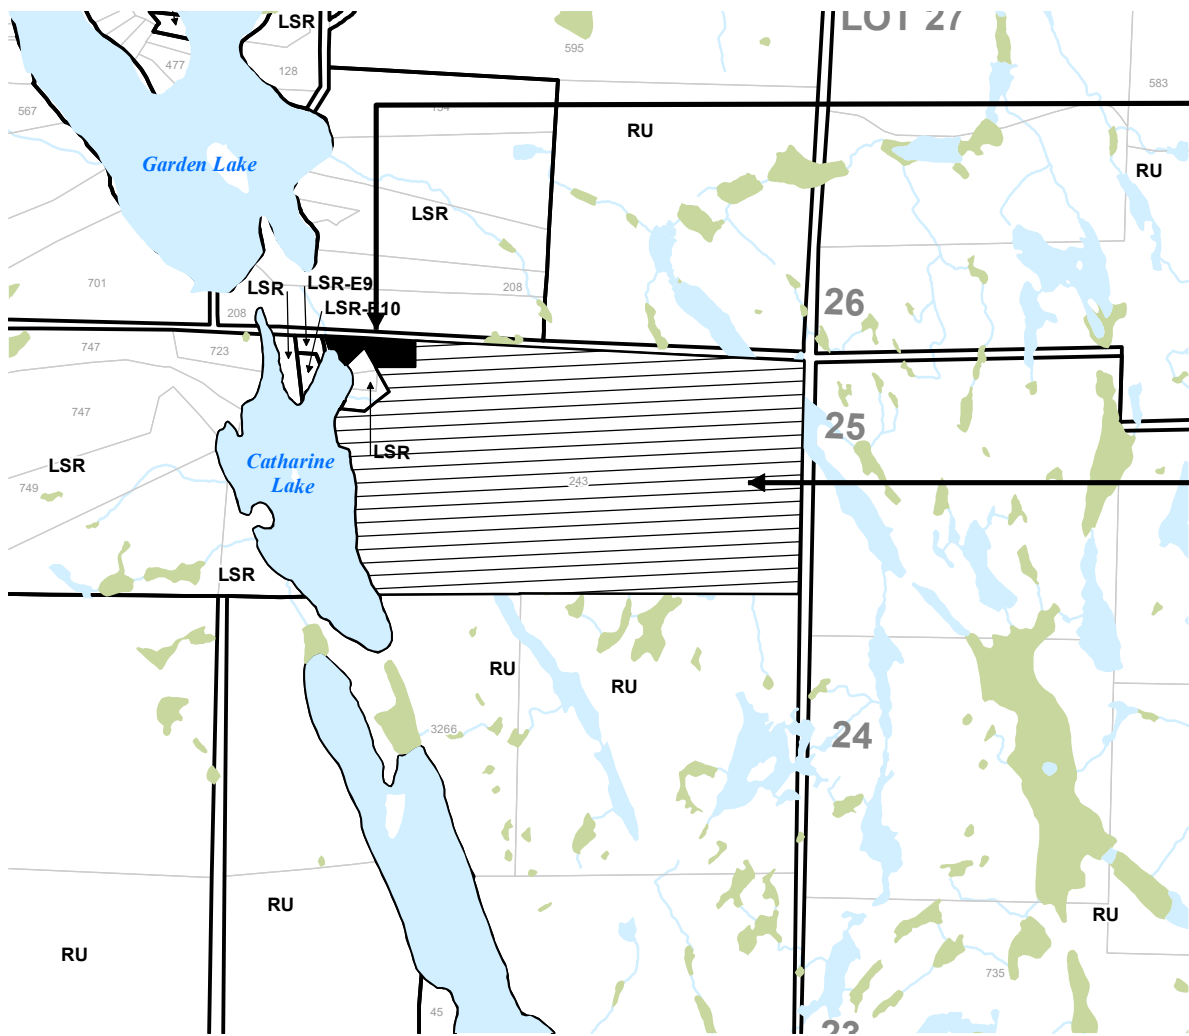 LOT 27
LSR
595
477
128
583
567
134
RU
Garden Lake
RU
LSR
701
LSR
LSR-E9
208
26
208
LSR-E10
747
723
747
25
LSR
Catharine
Lake
LSR
749
243
LSR
RU
RU
3266
24
RU
RU
RU
735
45
23